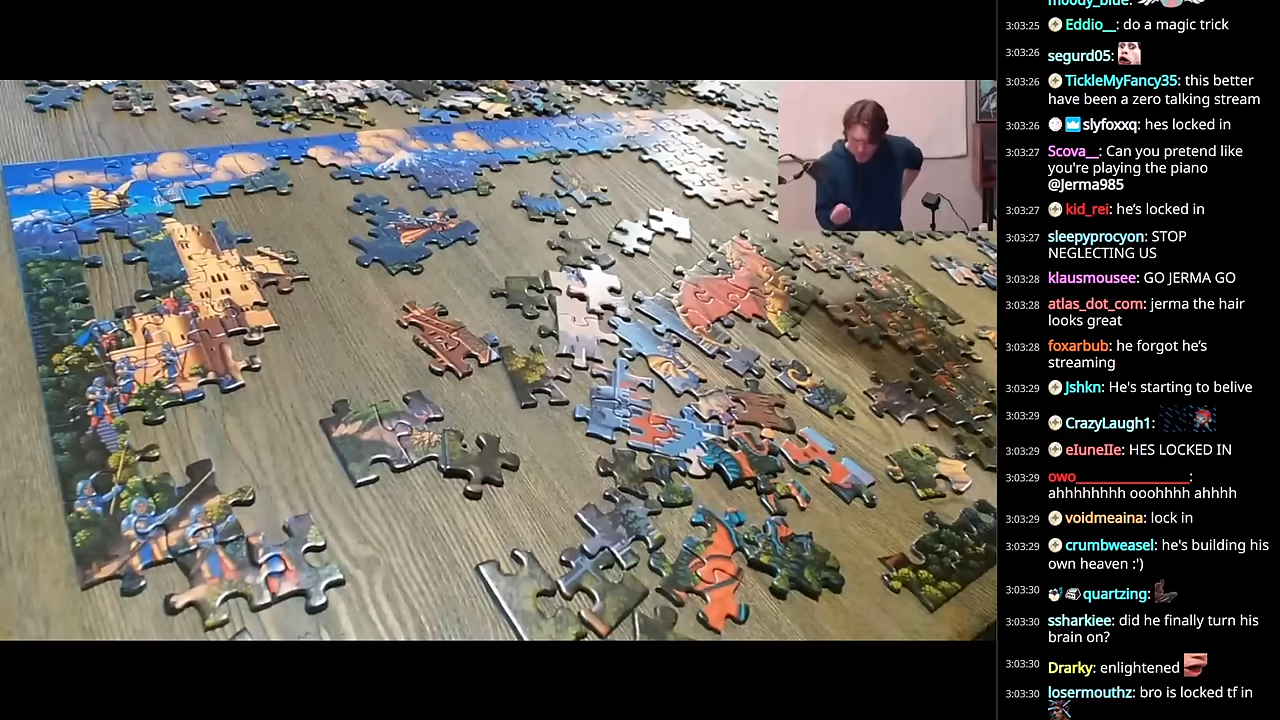 moody_blue:
3:03:25 Eddio__: do a magic trick
3:03:26 segurd05:
3:03:26 TickleMyFancy35: this better
have been a zero talking stream
3:03:26 slyfoxxq: hes locked in
3:03:27 Scova__: Can you pretend like
you're playing the piano
@Jerma985
3:03:27 kid_rei: he's locked in
3:03:27 sleepyprocyon: STOP
NEGLECTING US
3:03:28 klausmousee: GO JERMA GO
3:03:28 atlas_dot_com: jerma the hair
looks great
3:03:28 foxarbub: he forgot he's
streaming
3:03:29 Jshkn: He's starting to belive
3:03:29 CrazyLaugh1:
3:03:29 eIuneIIe: HES LOCKED IN
3:03:29 owo_________________:
ahhhhhhhh ooohhhh ahhhh
3:03:29 voidmeaina: lock in
3:03:29 crumbweasel: he's building his
own heaven :')
3:03:30 quartzing:
3:03:30 ssharkiee: did he finally turn his
brain on?
3:03:30 Drarky: enlightened
3:03:30 losermouthz: bro is locked tf in